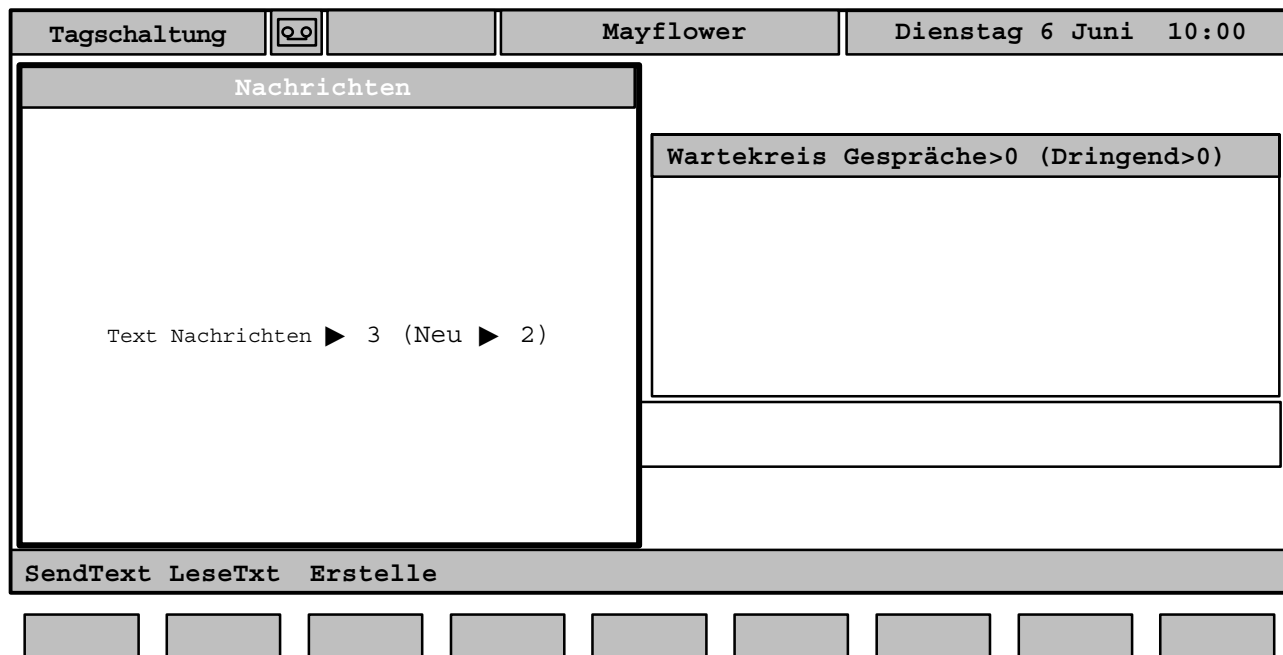 Tagschaltung Mayflower Dienstag 6 Juni 10:00
Nachrichten
Wartekreis Gespräche>0 (Dringend>0)
Text Nachrichten ▶ 3 (Neu ▶ 2)
SendText LeseTxt Erstelle